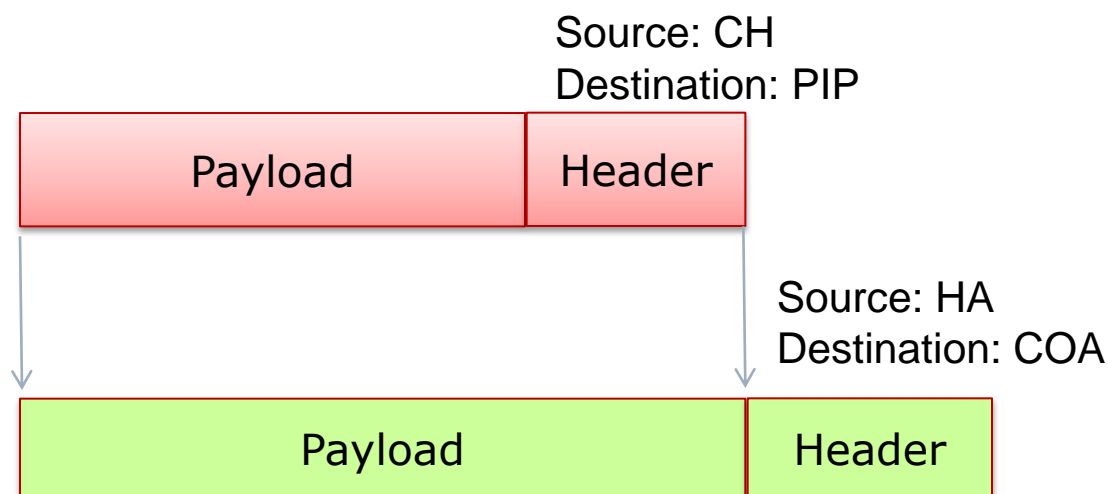 Source: CH
Destination: PIP
Payload
Header
Source: HA
Destination: COA
Payload
Header